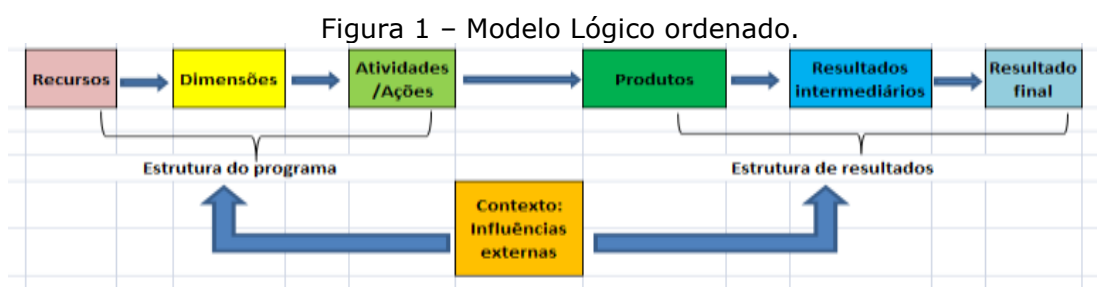 Figura 1 – Modelo Lógico ordenado.
Recursos
Dimensões
Atividades
/Ações
Produtos
Resultados
intermediários
Resultado
final
Estrutura do programa
Estrutura de resultados
Contexto:
Influências
externas